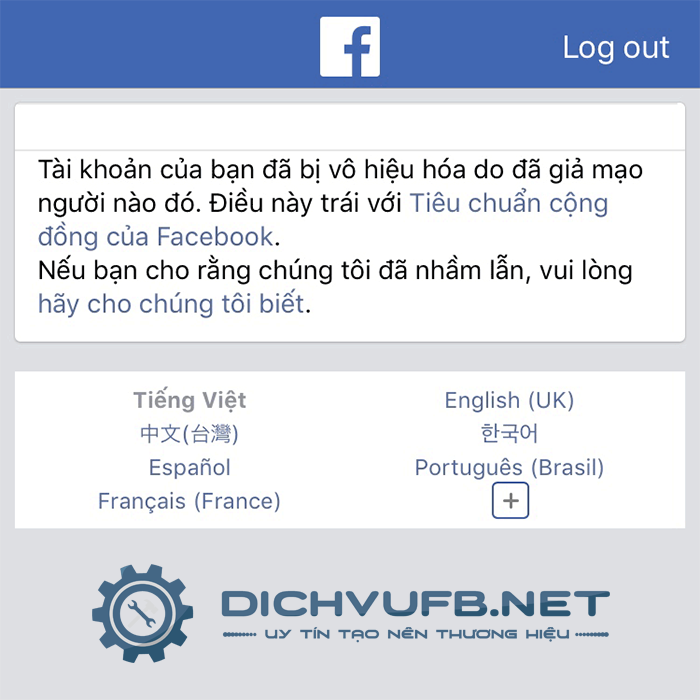 Log out
Tài khoản của bạn đã bị vô hiệu hóa do đã giả mạo
người nào đó. Điều này trái với Tiêu chuẩn cộng
đồng của Facebook.
Nếu bạn cho rằng chúng tôi đã nhầm lẫn, vui lòng
hãy cho chúng tôi biết.
Tiếng Việt English (UK)
中文(台灣) 한국어
Español Português (Brasil)
Français (France) +
DICHVUFB.NET
UY TÍN TẠO NÊN THƯƠNG HIỆU